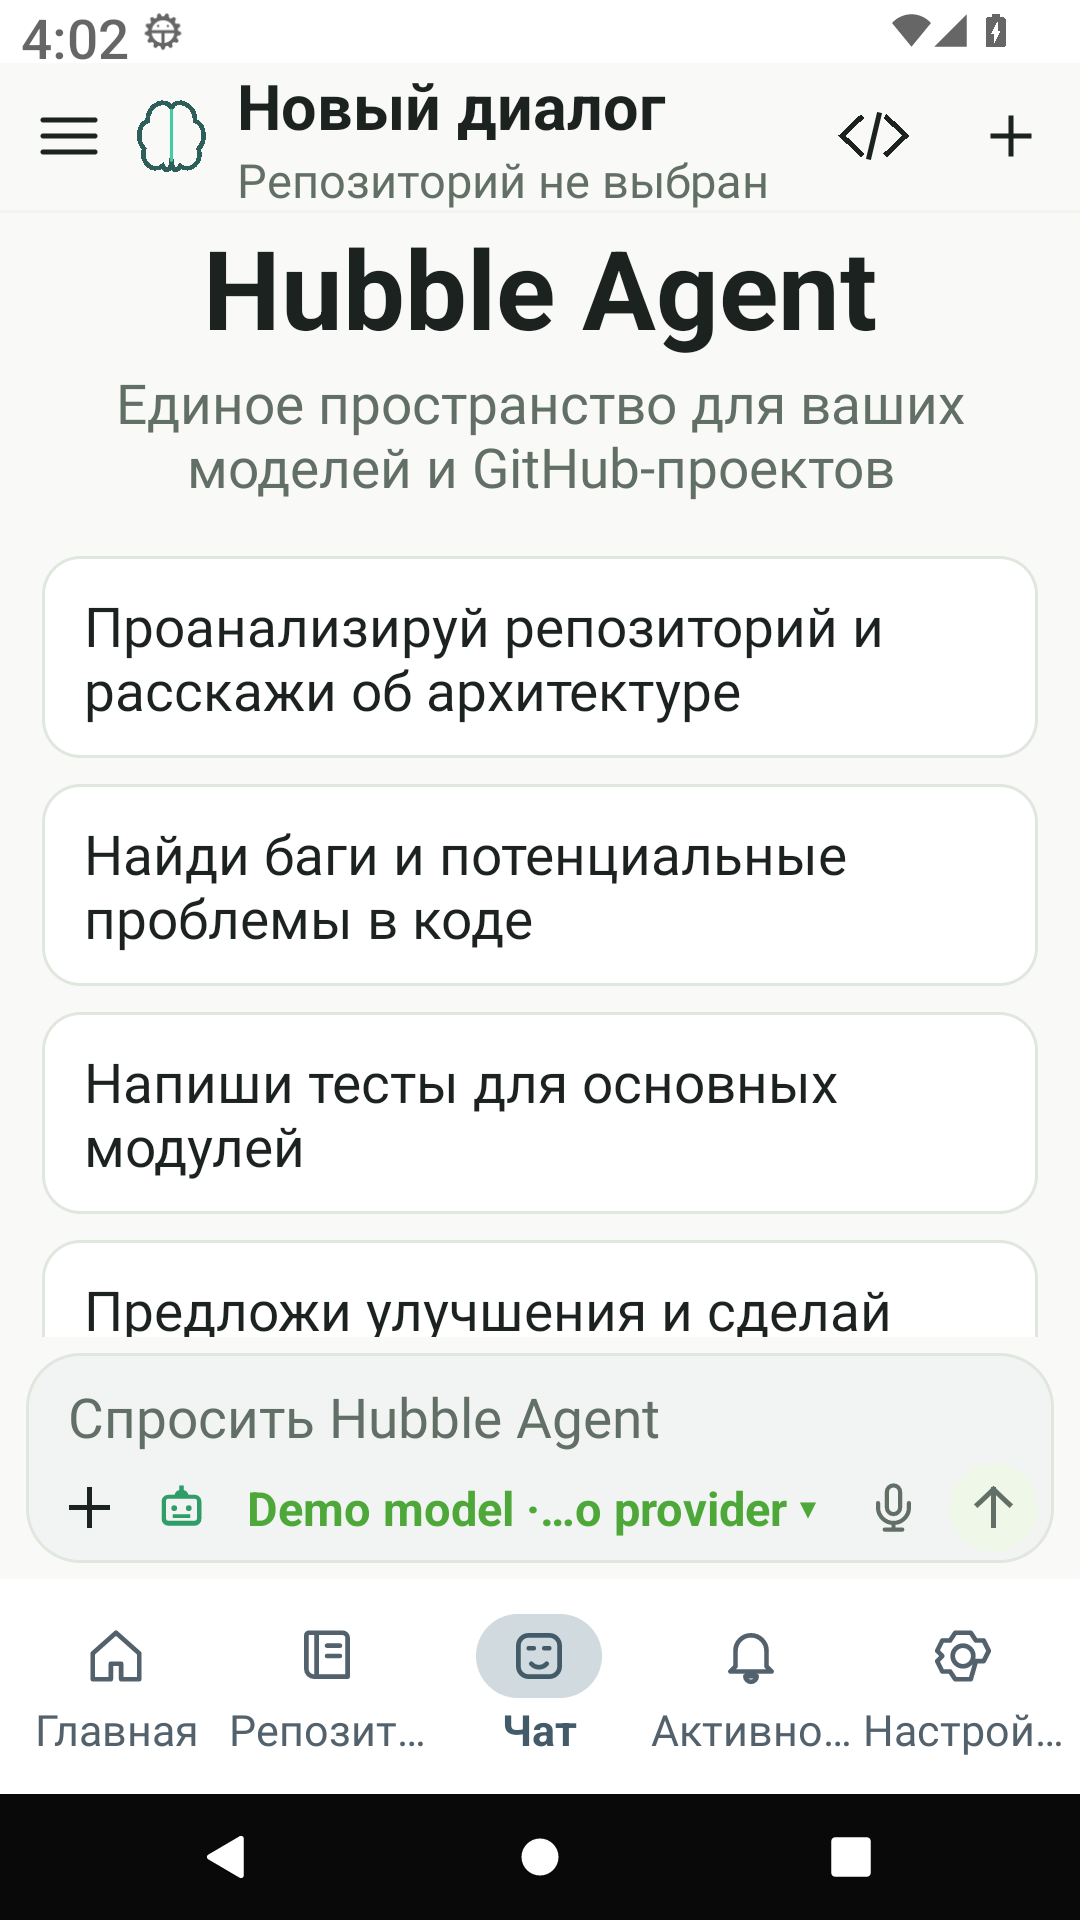 4:02
Новый диалог
Репозиторий не выбран
Hubble Agent
Единое пространство для ваших
моделей и GitHub-проектов
Проанализируй репозиторий и
расскажи об архитектуре
Найди баги и потенциальные
проблемы в коде
Напиши тесты для основных
модулей
Предложи улучшения и сделай
Спросить Hubble Agent
Demo model ·…o provider ▾
Главная
Репозит…
Чат
Активно…
Настрой…